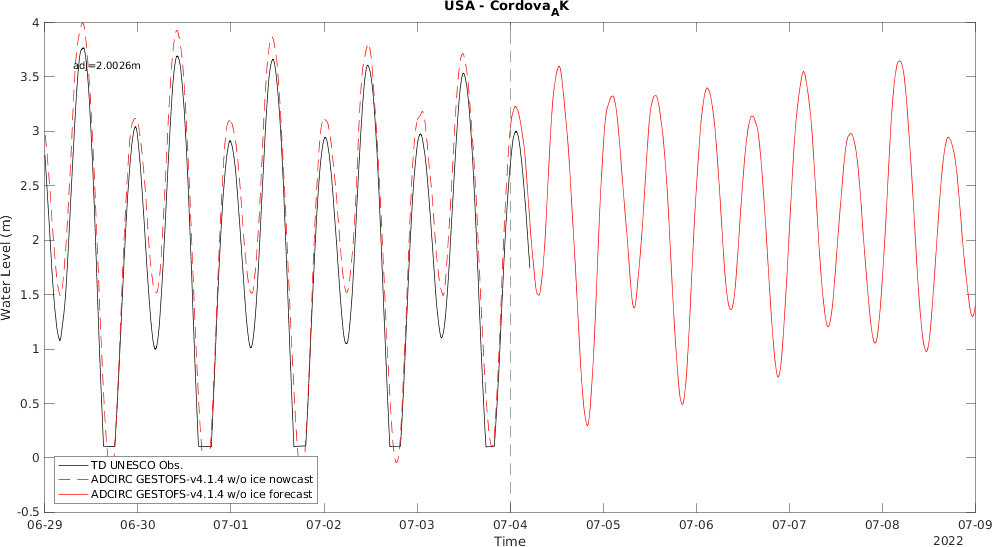 USA - Cordova_AK
4
3.5
3
2.5
2
1.5
1
0.5
0
-0.5
Water Level (m)
adj=2.0026m
TD UNESCO Obs.
ADCIRC GESTOFS-v4.1.4 w/o ice nowcast
ADCIRC GESTOFS-v4.1.4 w/o ice forecast
06-29 06-30 07-01 07-02 07-03 07-04 07-05 07-06 07-07 07-08 07-09
Time
2022